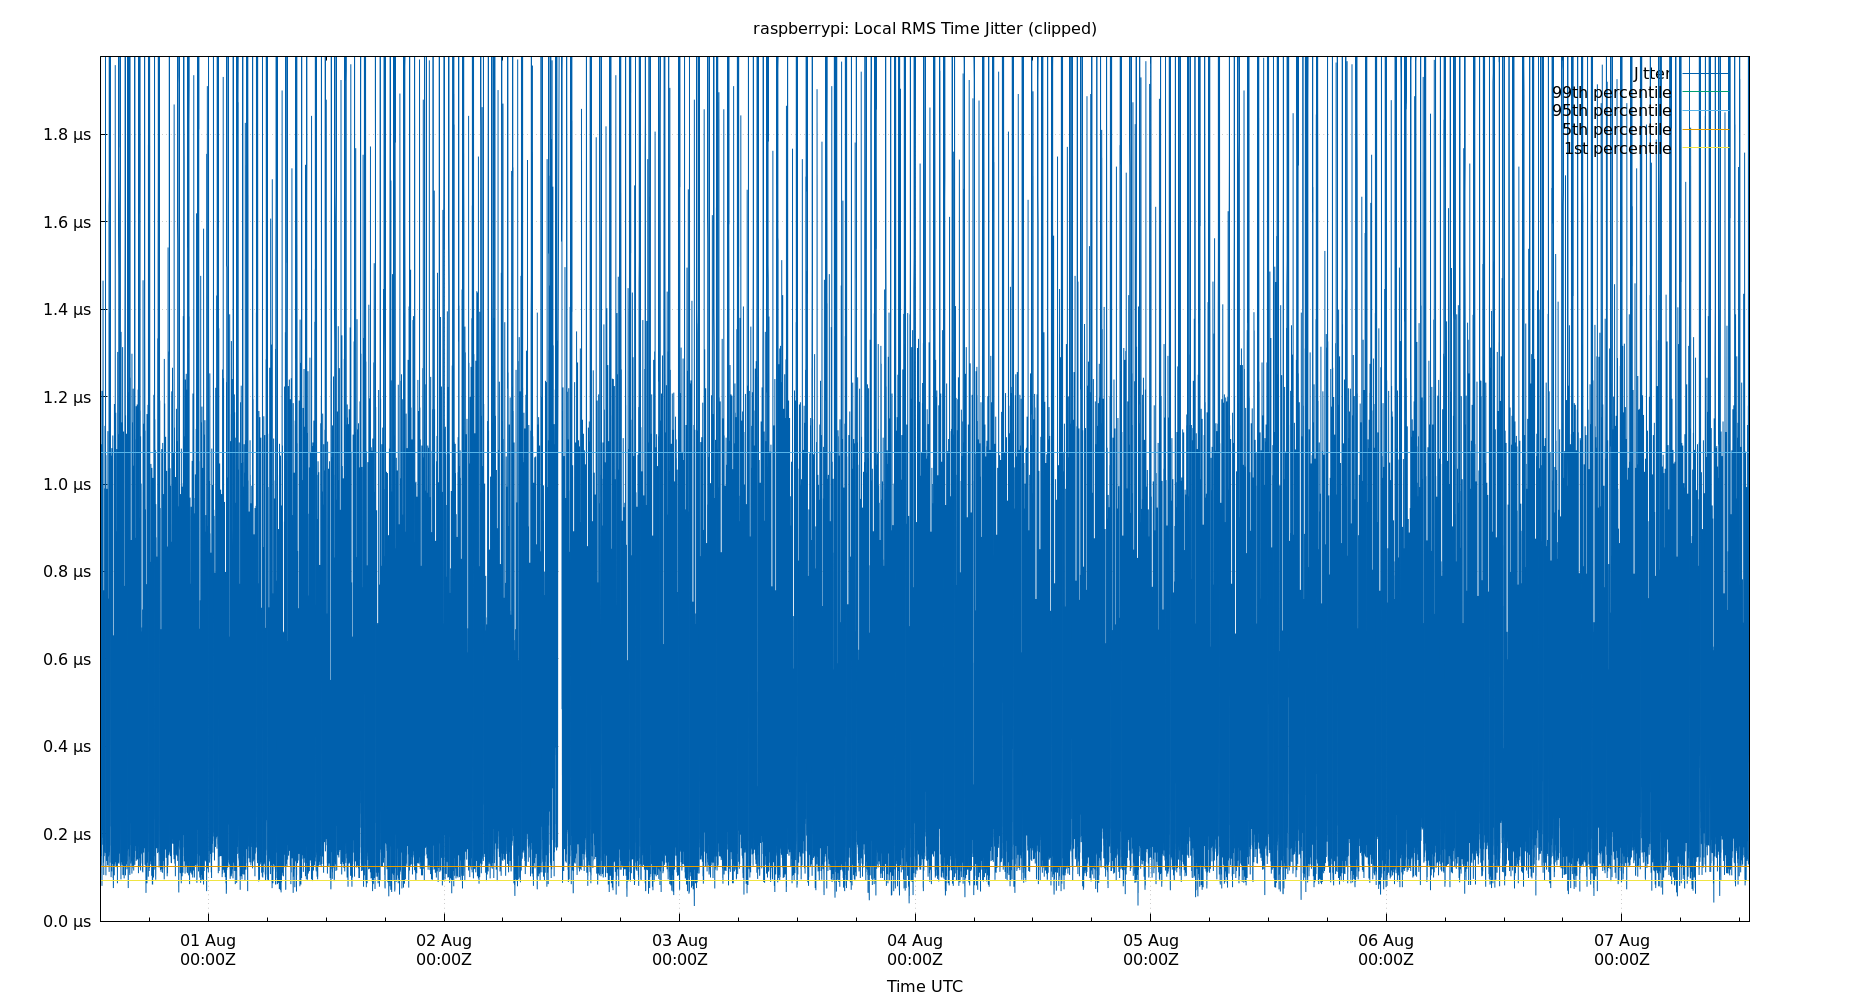 raspberrypi: Local RMS Time Jitter (clipped)
Jitter
99th percentile
95th percentile
5th percentile
1st percentile
1.8 µs
1.6 µs
1.4 µs
1.2 µs
1.0 µs
0.8 µs
0.6 µs
0.4 µs
0.2 µs
0.0 µs
01 Aug 02 Aug 03 Aug 04 Aug 05 Aug 06 Aug 07 Aug
00:00Z 00:00Z 00:00Z 00:00Z 00:00Z 00:00Z 00:00Z
Time UTC